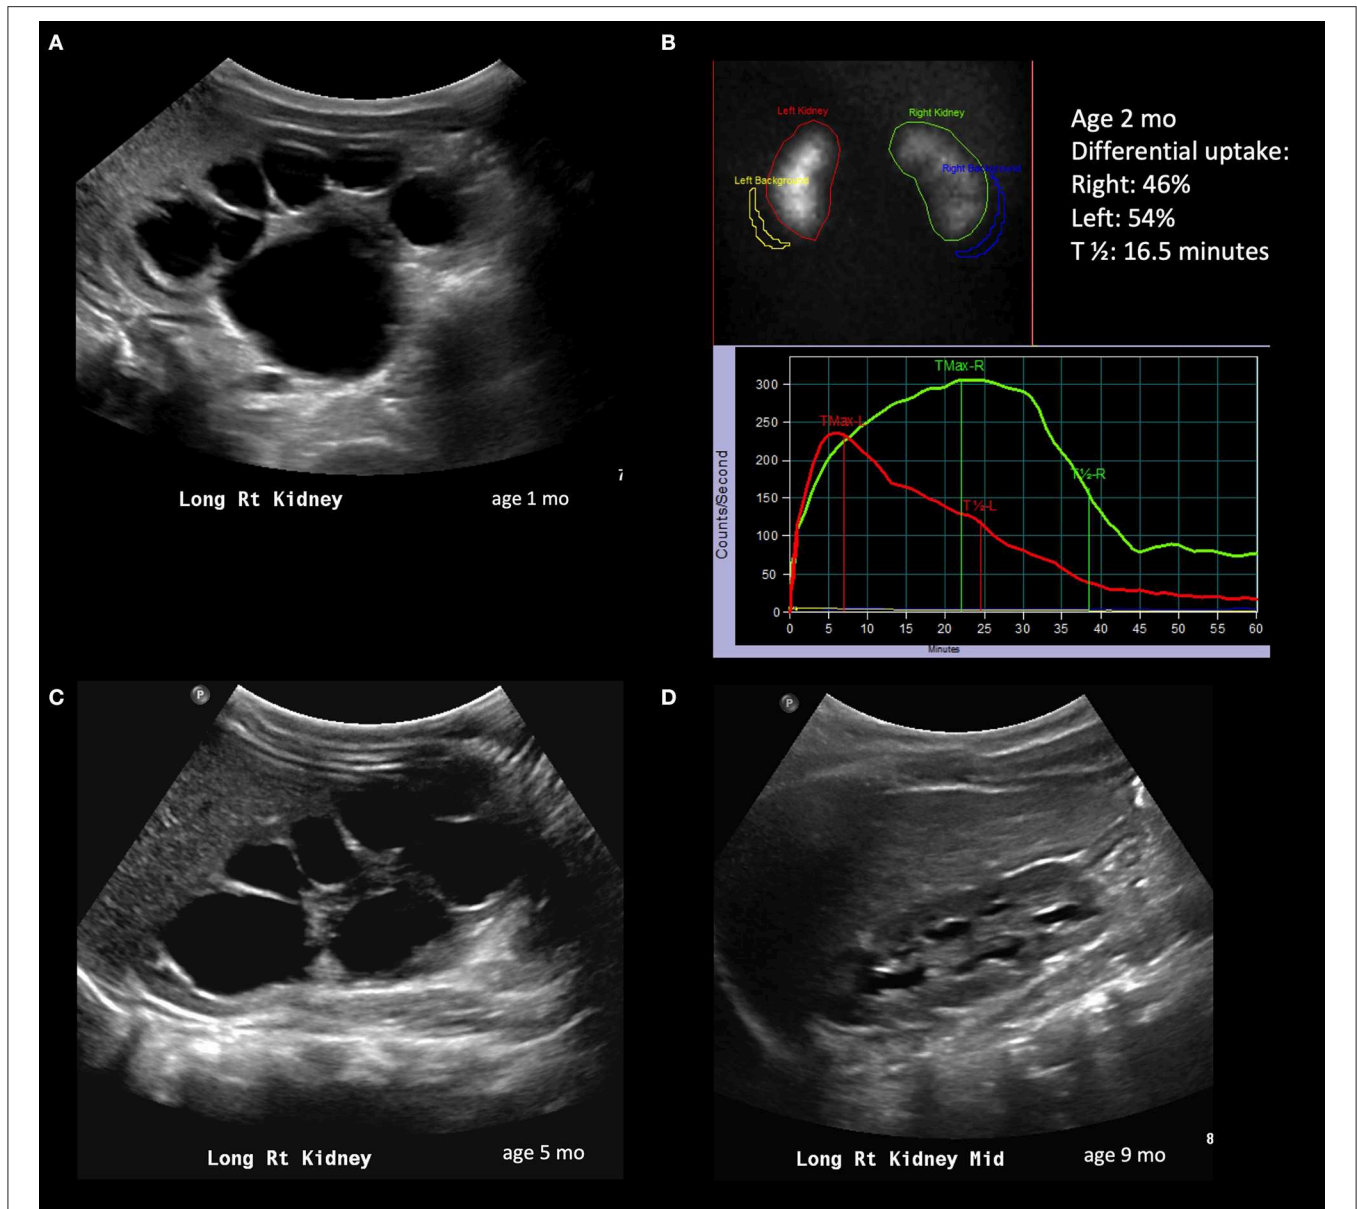 A
Long Rt Kidney
age 1 mo
7
B
Left Kidney
Right Kidney
Left Background
Right Background
Age 2 mo
Differential uptake:
Right: 46%
Left: 54%
T ½: 16.5 minutes
TMax-R
TMax-L
T½-R
T½-L
Counts/Second
300
250
200
150
100
50
0
0 5 10 15 20 25 30 35 40 45 50 55 60
Minutes
C
P
Long Rt Kidney
age 5 mo
D
P
8
Long Rt Kidney Mid
age 9 mo